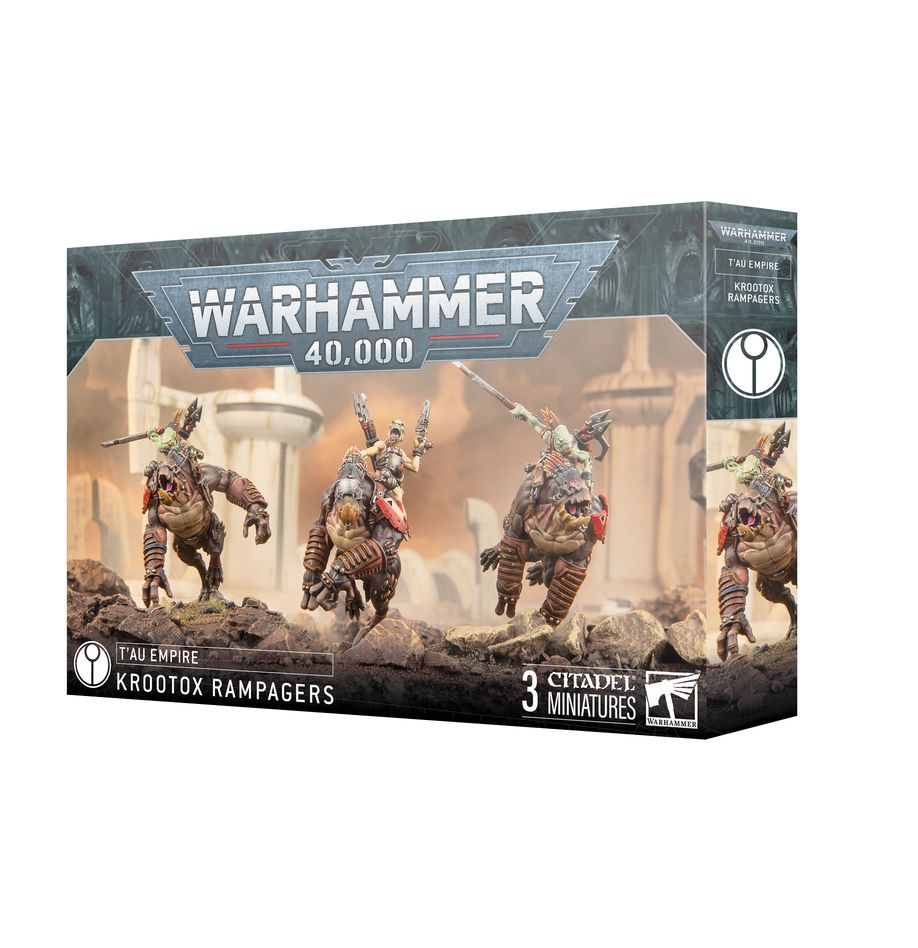 WARHAMMER
40,000
T'AU EMPIRE
KROOTOX RAMPAGERS
3 CITADEL
MINIATURES
WARHAMMER
WARHAMMER
40,000
T'AU EMPIRE
KROOTOX
RAMPAGERS